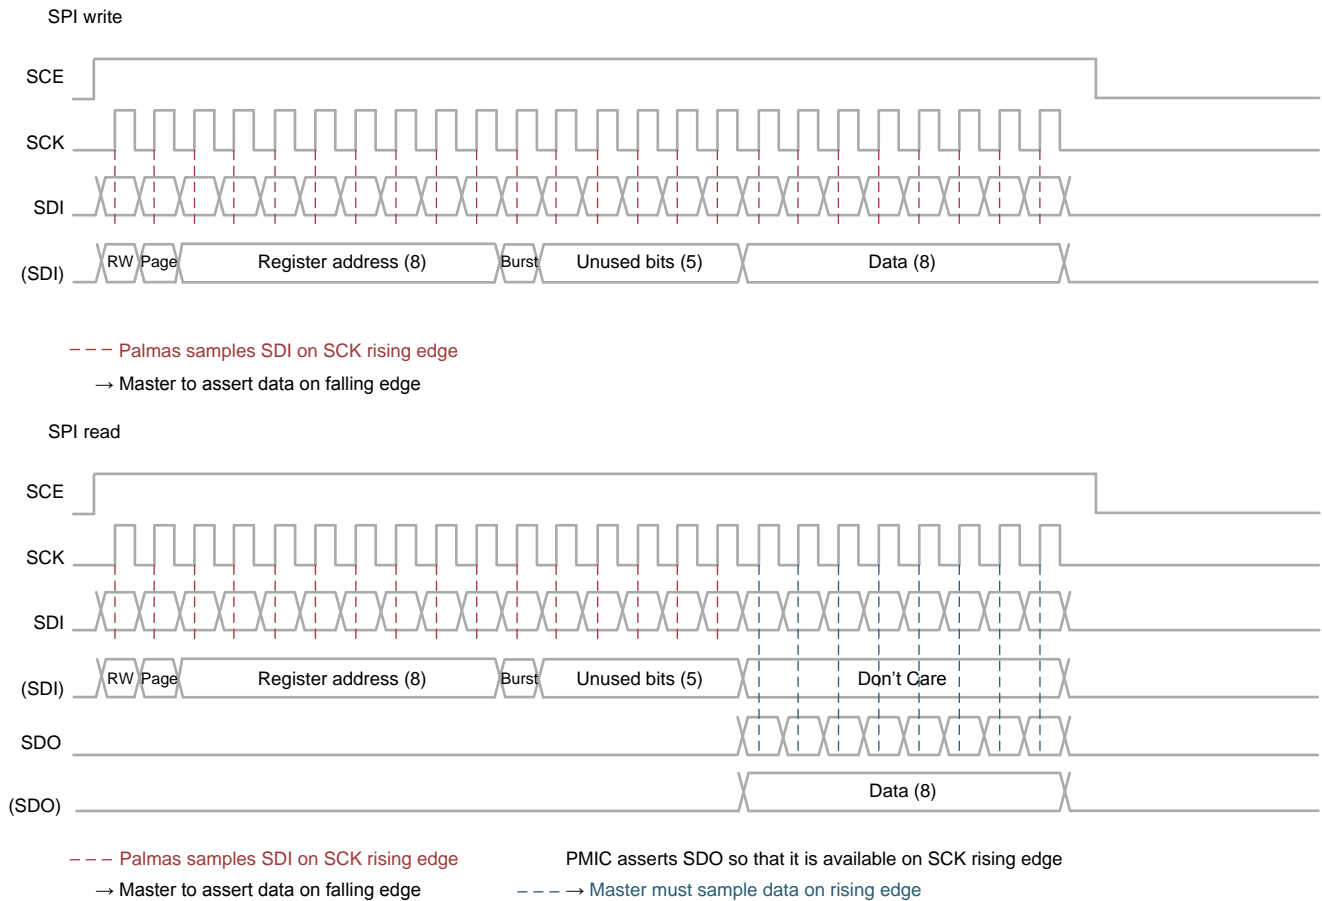 SPI write
SCE
SCK
SDI
(SDI) RW Page Register address (8) Burst Unused bits (5) Data (8)
Palmas samples SDI on SCK rising edge
→ Master to assert data on falling edge
SPI read
SCE
SCK
SDI
(SDI) RW Page Register address (8) Burst Unused bits (5) Don't Care
SDO
(SDO) Data (8)
Palmas samples SDI on SCK rising edge PMIC asserts SDO so that it is available on SCK rising edge
→ Master to assert data on falling edge → Master must sample data on rising edge